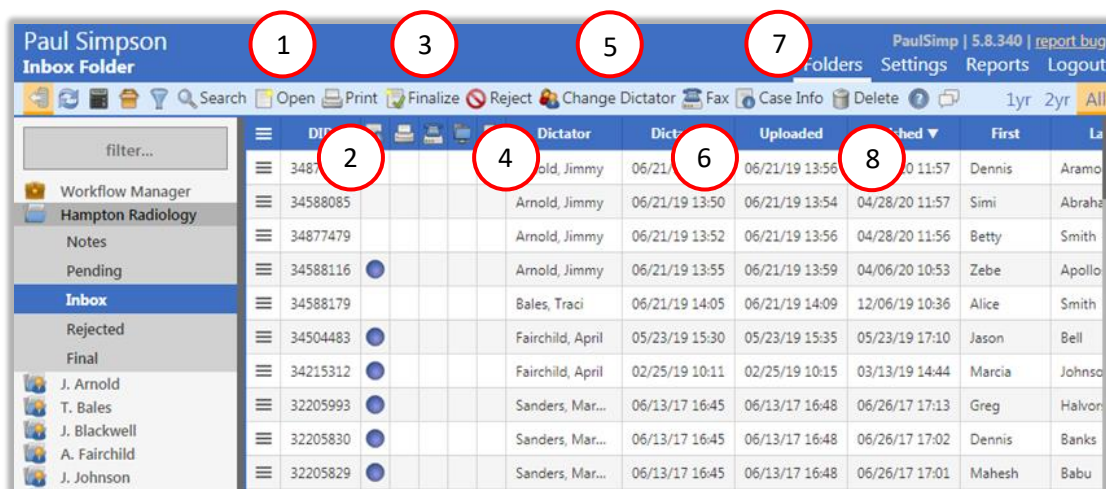 Paul Simpson
Inbox Folder
PaulSimp | 5.8.340 | report bug
Folders Settings Reports Logout
1 3 5 7
Search Open Print Finalize Reject Change Dictator Fax Case Info Delete 1yr 2yr All
filter...
Workflow Manager
Hampton Radiology
Notes
Pending
Inbox
Rejected
Final
J. Arnold
T. Bales
J. Blackwell
A. Fairchild
J. Johnson
Dictator Uploaded First
2 4 6 8
Jimmy 06/21/19 13:56 11:57 Dennis
34588085 Arnold, Jimmy 06/21/19 13:50 06/21/19 13:54 04/28/20 11:57 Simi
34877479 Arnold, Jimmy 06/21/19 13:52 06/21/19 13:56 04/28/20 11:56 Betty Smith
34588116 Arnold, Jimmy 06/21/19 13:55 06/21/19 13:59 04/06/20 10:53 Zebe Apollo
34588179 Bales, Traci 06/21/19 14:05 06/21/19 14:09 12/06/19 10:36 Alice Smith
34504483 Fairchild, April 05/23/19 15:30 05/23/19 15:35 05/23/19 17:10 Jason Bell
34215312 Fairchild, April 02/25/19 10:11 02/25/19 10:15 03/13/19 14:44 Marcia Johnso
32205993 Sanders, Mar... 06/13/17 16:45 06/13/17 16:48 06/26/17 17:13 Greg Halvor
32205830 Sanders, Mar... 06/13/17 16:45 06/13/17 16:48 06/26/17 17:02 Dennis Banks
32205829 Sanders, Mar... 06/13/17 16:45 06/13/17 16:48 06/26/17 17:01 Mahesh Babu